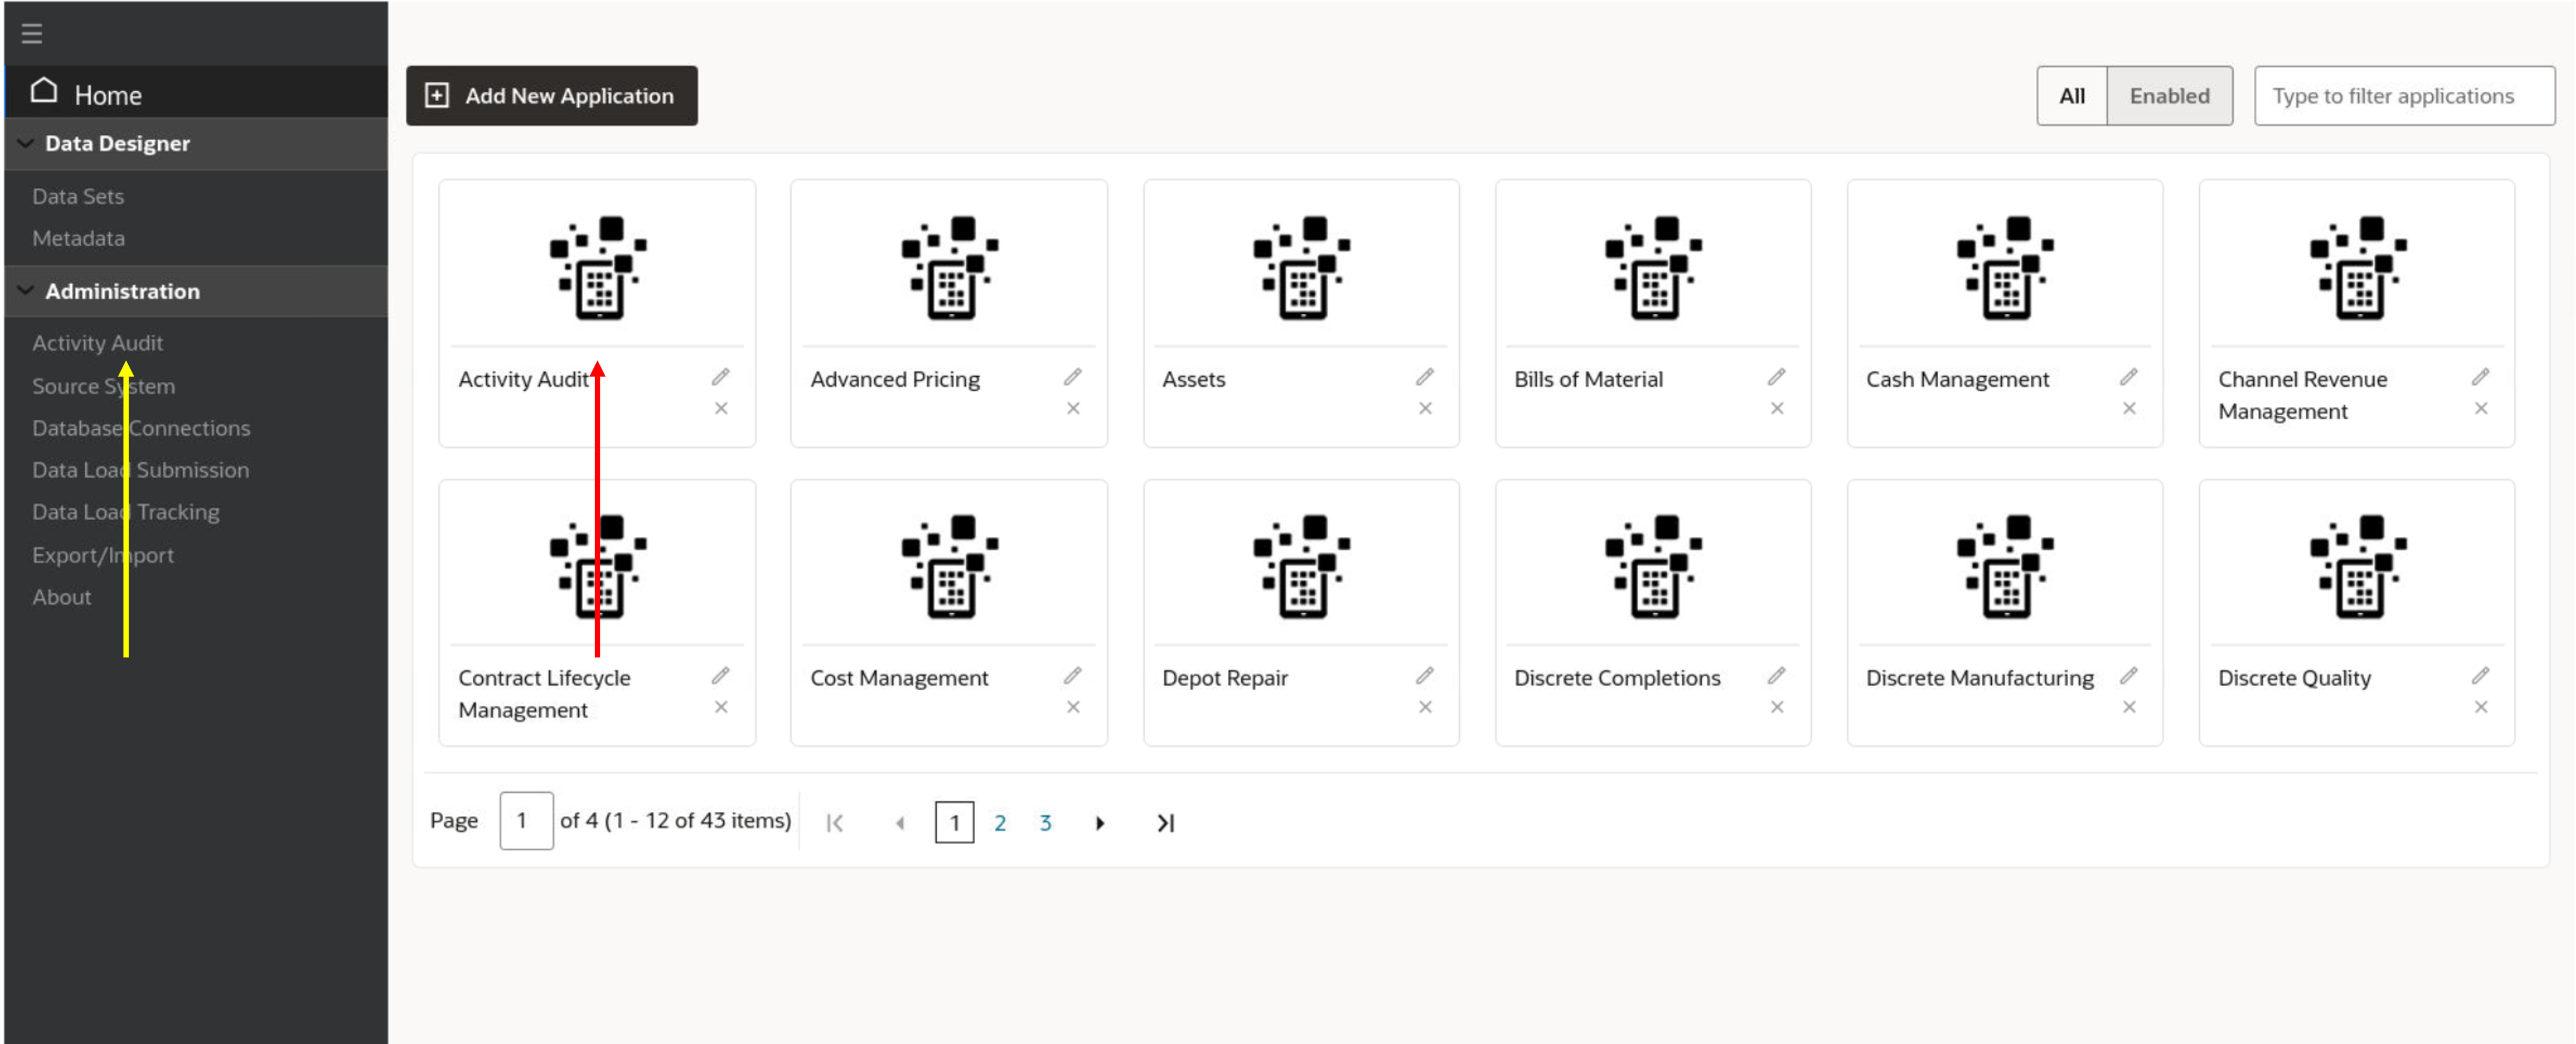 Home
Data Designer
Data Sets
Metadata
Administration
Activity Audit
Source System
Database Connections
Data Load Submission
Data Load Tracking
Export/Import
About
Add New Application
All
Enabled
Type to filter applications
Activity Audit
Advanced Pricing
Assets
Bills of Material
Cash Management
Channel Revenue
Management
Contract Lifecycle
Management
Cost Management
Depot Repair
Discrete Completions
Discrete Manufacturing
Discrete Quality
Page 1 of 4 (1 - 12 of 43 items) 1 2 3